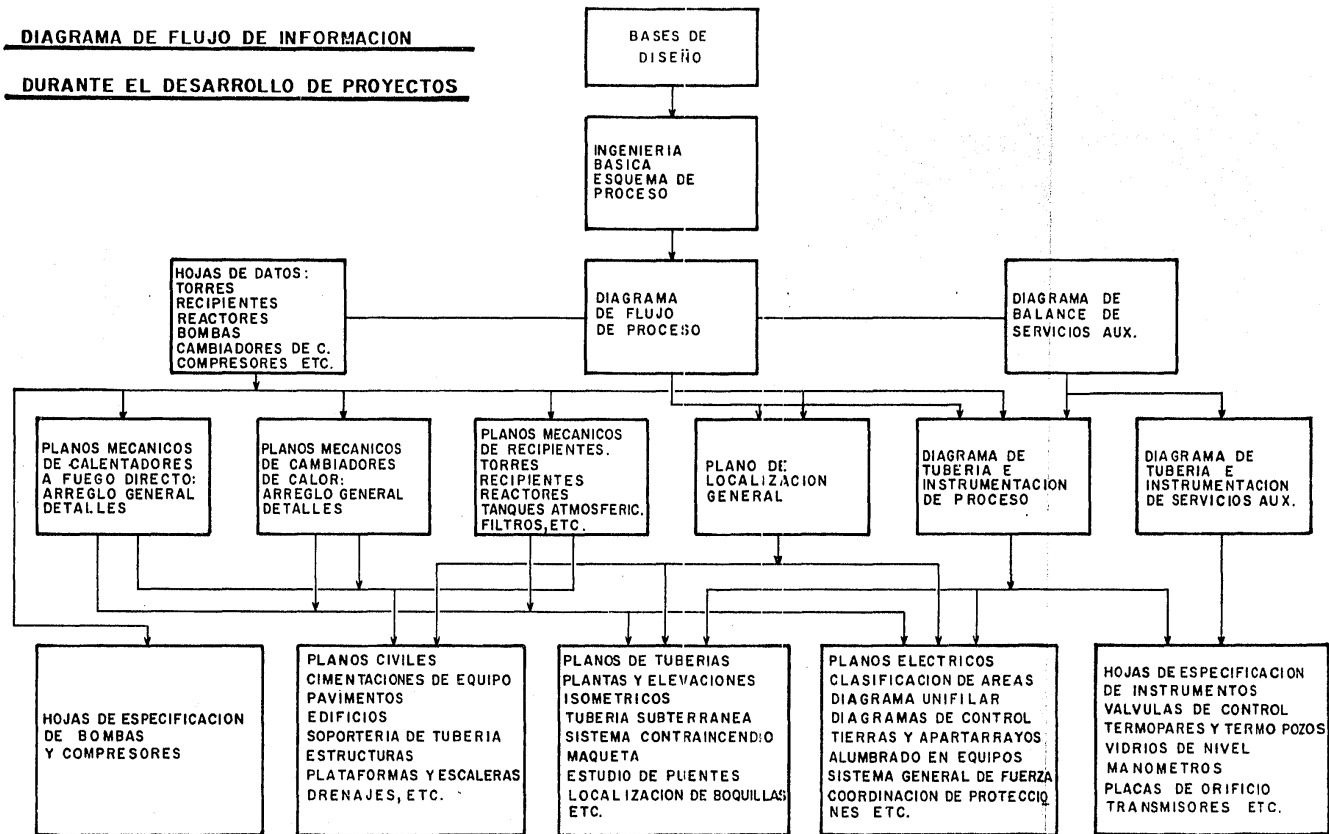 DIAGRAMA DE FLUJO DE INFORMACION
DURANTE EL DESARROLLO DE PROYECTOS
BASES DE
DISEÑO
INGENIERIA
BASICA
ESQUEMA DE
PROCESO
HOJAS DE DATOS:
TORRES
RECIPIENTES
REACTORES
BOMBAS
CAMBIADORES DE C.
COMPRESORES ETC.
DIAGRAMA
DE FLUJO
DE PROCESO
DIAGRAMA DE
BALANCE DE
SERVICIOS AUX.
PLANOS MECANICOS
DE CALENTADORES
A FUEGO DIRECTO:
ARREGLO GENERAL
DETALLES
PLANOS MECANICOS
DE CAMBIADORES
DE CALOR:
ARREGLO GENERAL
DETALLES
PLANOS MECANICOS
DE RECIPIENTES.
TORRES
RECIPIENTES
REACTORES
TANQUES ATMOSFERIC.
FILTROS, ETC.
PLANO DE
LOCALIZACION
GENERAL
DIAGRAMA DE
TUBERIA E
INSTRUMENTACION
DE PROCESO
DIAGRAMA DE
TUBERIA E
INSTRUMENTACION
DE SERVICIOS AUX.
HOJAS DE ESPECIFICACION
DE BOMBAS
Y COMPRESORES
PLANOS CIVILES
CIMENTACIONES DE EQUIPO
PAVIMENTOS
EDIFICIOS
SOPORTERIA DE TUBERIA
ESTRUCTURAS
PLATAFORMAS Y ESCALERAS
DRENAJES, ETC.
PLANOS DE TUBERIAS
PLANTAS Y ELEVACIONES
ISOMETRICOS
TUBERIA SUBTERRANEA
SISTEMA CONTRAINCENDIO
MAQUETA
ESTUDIO DE PUENTES
LOCALIZACION DE BOQUILLAS
ETC.
PLANOS ELECTRICOS
CLASIFICACION DE AREAS
DIAGRAMA UNIFILAR
DIAGRAMAS DE CONTROL
TIERRAS Y APARTARRAYOS
ALUMBRADO EN EQUIPOS
SISTEMA GENERAL DE FUERZA
COORDINACION DE PROTECCIO
NES ETC.
HOJAS DE ESPECIFICACION
DE INSTRUMENTOS
VALVULAS DE CONTROL
TERMOPARES Y TERMO POZOS
VIDRIOS DE NIVEL
MANOMETROS
PLACAS DE ORIFICIO
TRANSMISORES ETC.